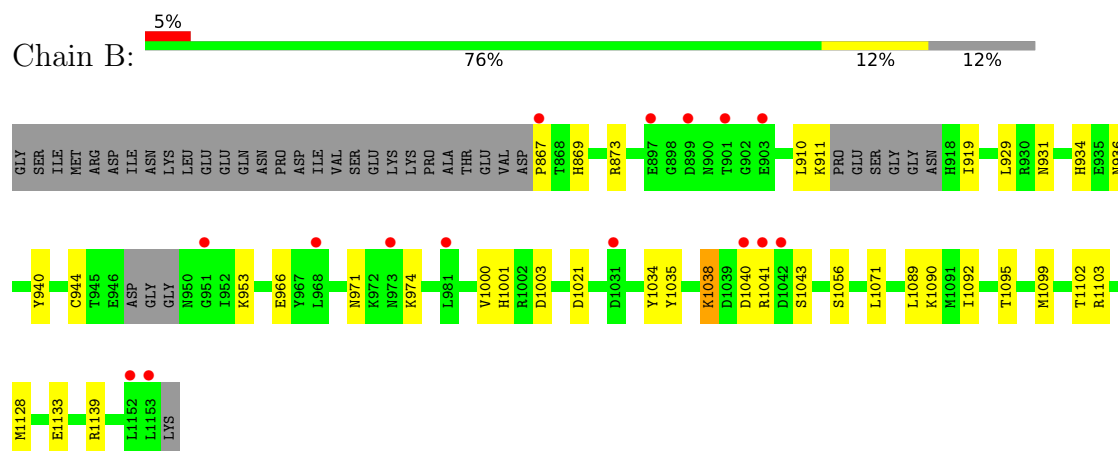 5%
Chain B:
76% 12% 12%
GLY SER ILE MET ARG ASP ILE ASN LYS LEU GLU GLU GLN ASN PRO ASP ILE VAL SER GLU LYS LYS PRO ALA THR GLU VAL ASP P867 T868 H869 R873 E897 G898 D899 N900 T901 G902 E903 L910 K911 PRO GLU SER GLY GLY ASN H918 I919 L929 R930 N931 H934 E935 N936
Y940 C944 T945 E946 ASP GLY GLY N950 G951 I952 K953 E966 Y967 L968 N971 K972 N973 K974 L981 V1000 H1001 R1002 D1003 D1021 D1031 Y1034 Y1035 K1038 D1039 D1040 R1041 D1042 S1043 S1056 L1071 L1089 K1090 M1091 I1092 T1095 M1099 T1102 R1103
M1128 E1133 R1139 L1152 L1153 LYS